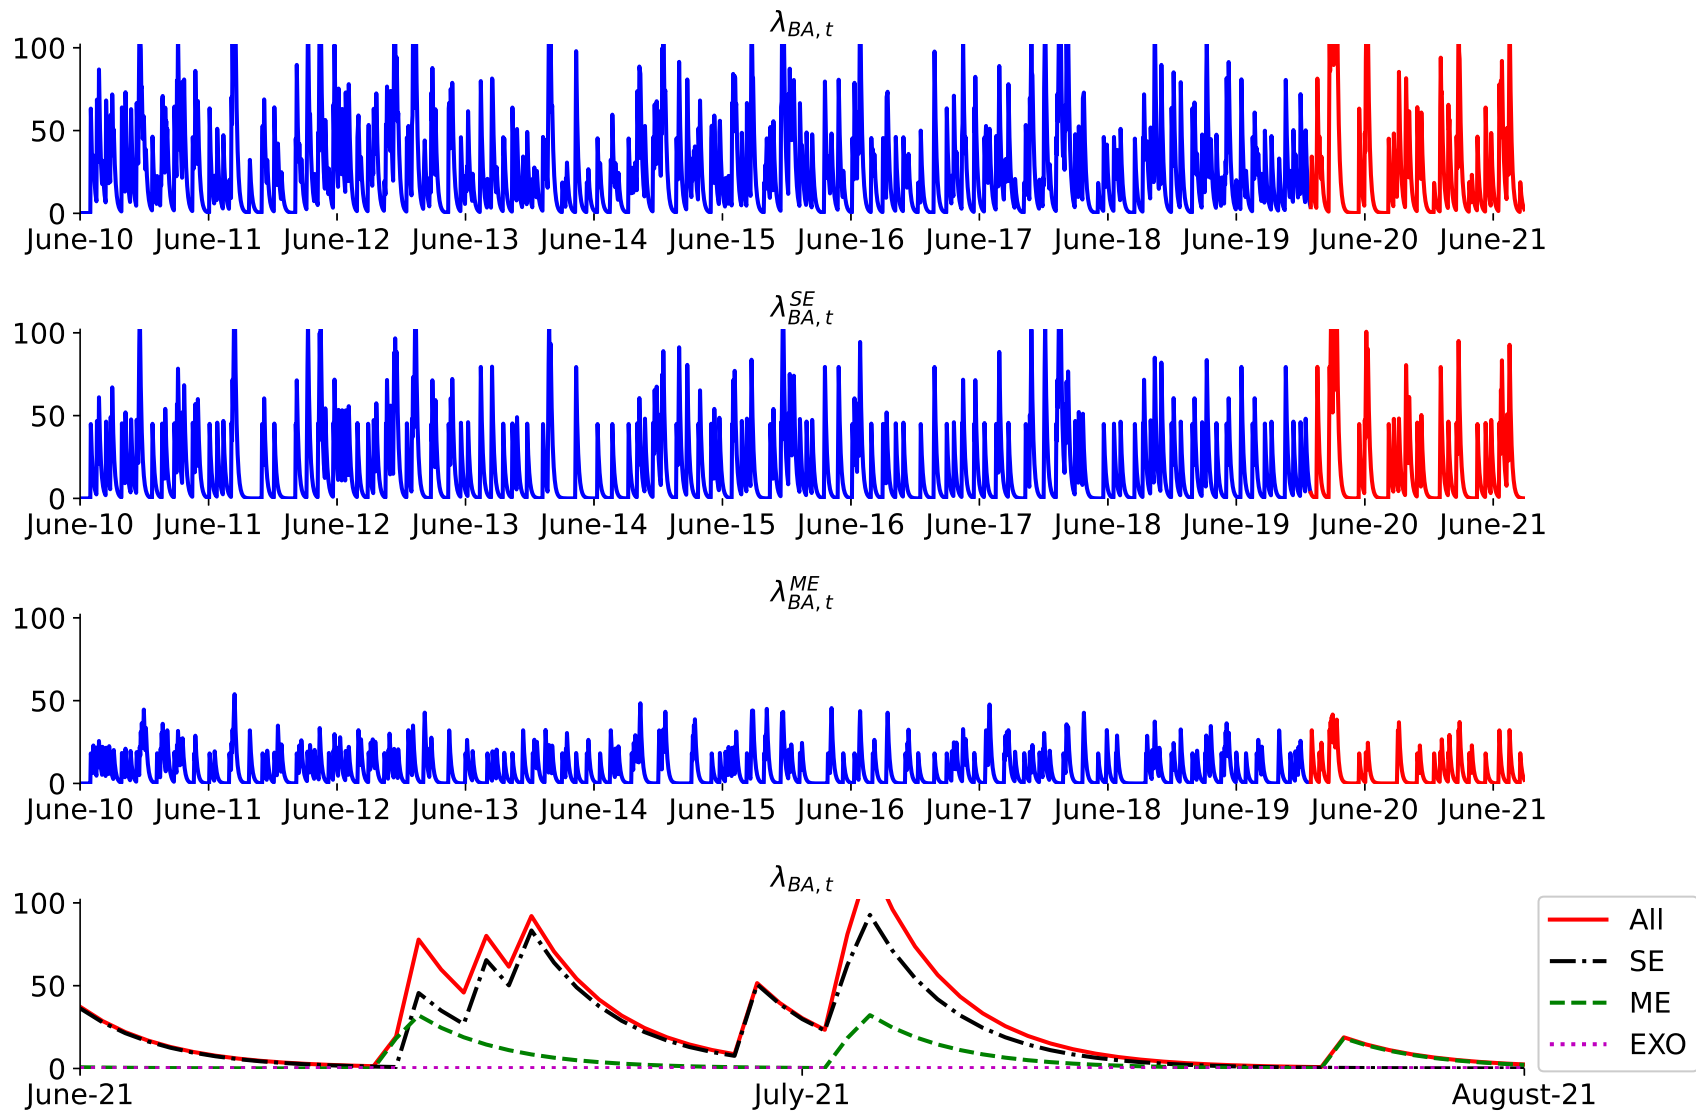 λ_{BA, t}
100
50
0
June-10 June-11 June-12 June-13 June-14 June-15 June-16 June-17 June-18 June-19 June-20 June-21
λ^{SE}_{BA, t}
100
50
0
June-10 June-11 June-12 June-13 June-14 June-15 June-16 June-17 June-18 June-19 June-20 June-21
λ^{ME}_{BA, t}
100
50
0
June-10 June-11 June-12 June-13 June-14 June-15 June-16 June-17 June-18 June-19 June-20 June-21
λ_{BA, t}
100
50
0
June-21 July-21 August-21
All
SE
ME
EXO